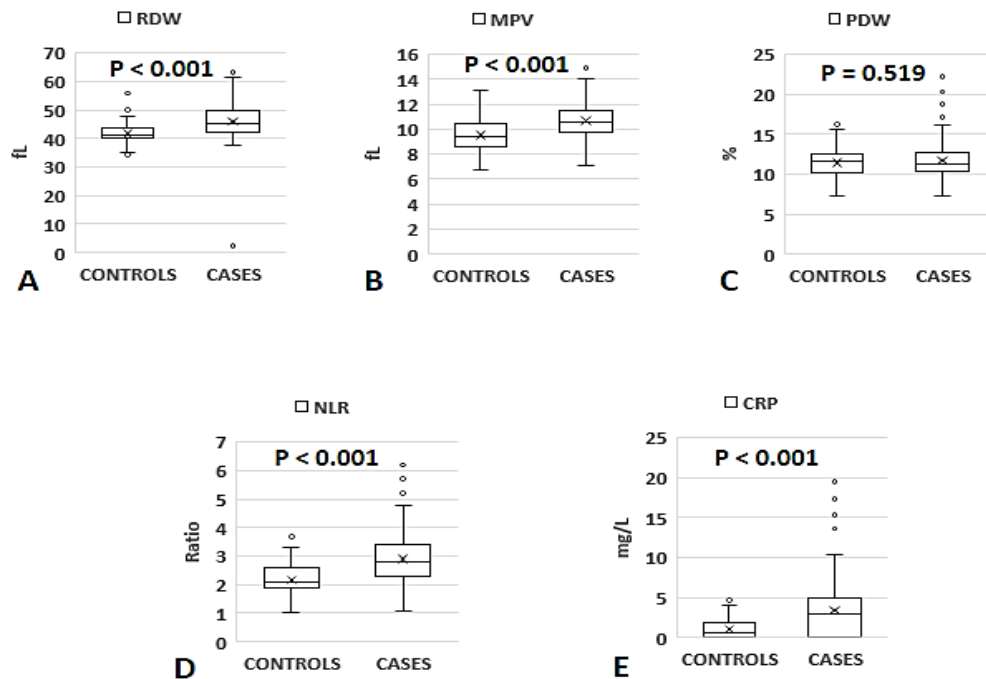 RDW
70
60
50
40
30
20
10
0
fL
P < 0.001
CONTROLS CASES
A
MPV
16
14
12
10
8
6
4
2
0
fL
P < 0.001
CONTROLS CASES
B
PDW
25
20
15
10
5
0
%
P = 0.519
CONTROLS CASES
C
NLR
7
6
5
4
3
2
1
0
Ratio
P < 0.001
CONTROLS CASES
D
CRP
25
20
15
10
5
0
mg/L
P < 0.001
CONTROLS CASES
E